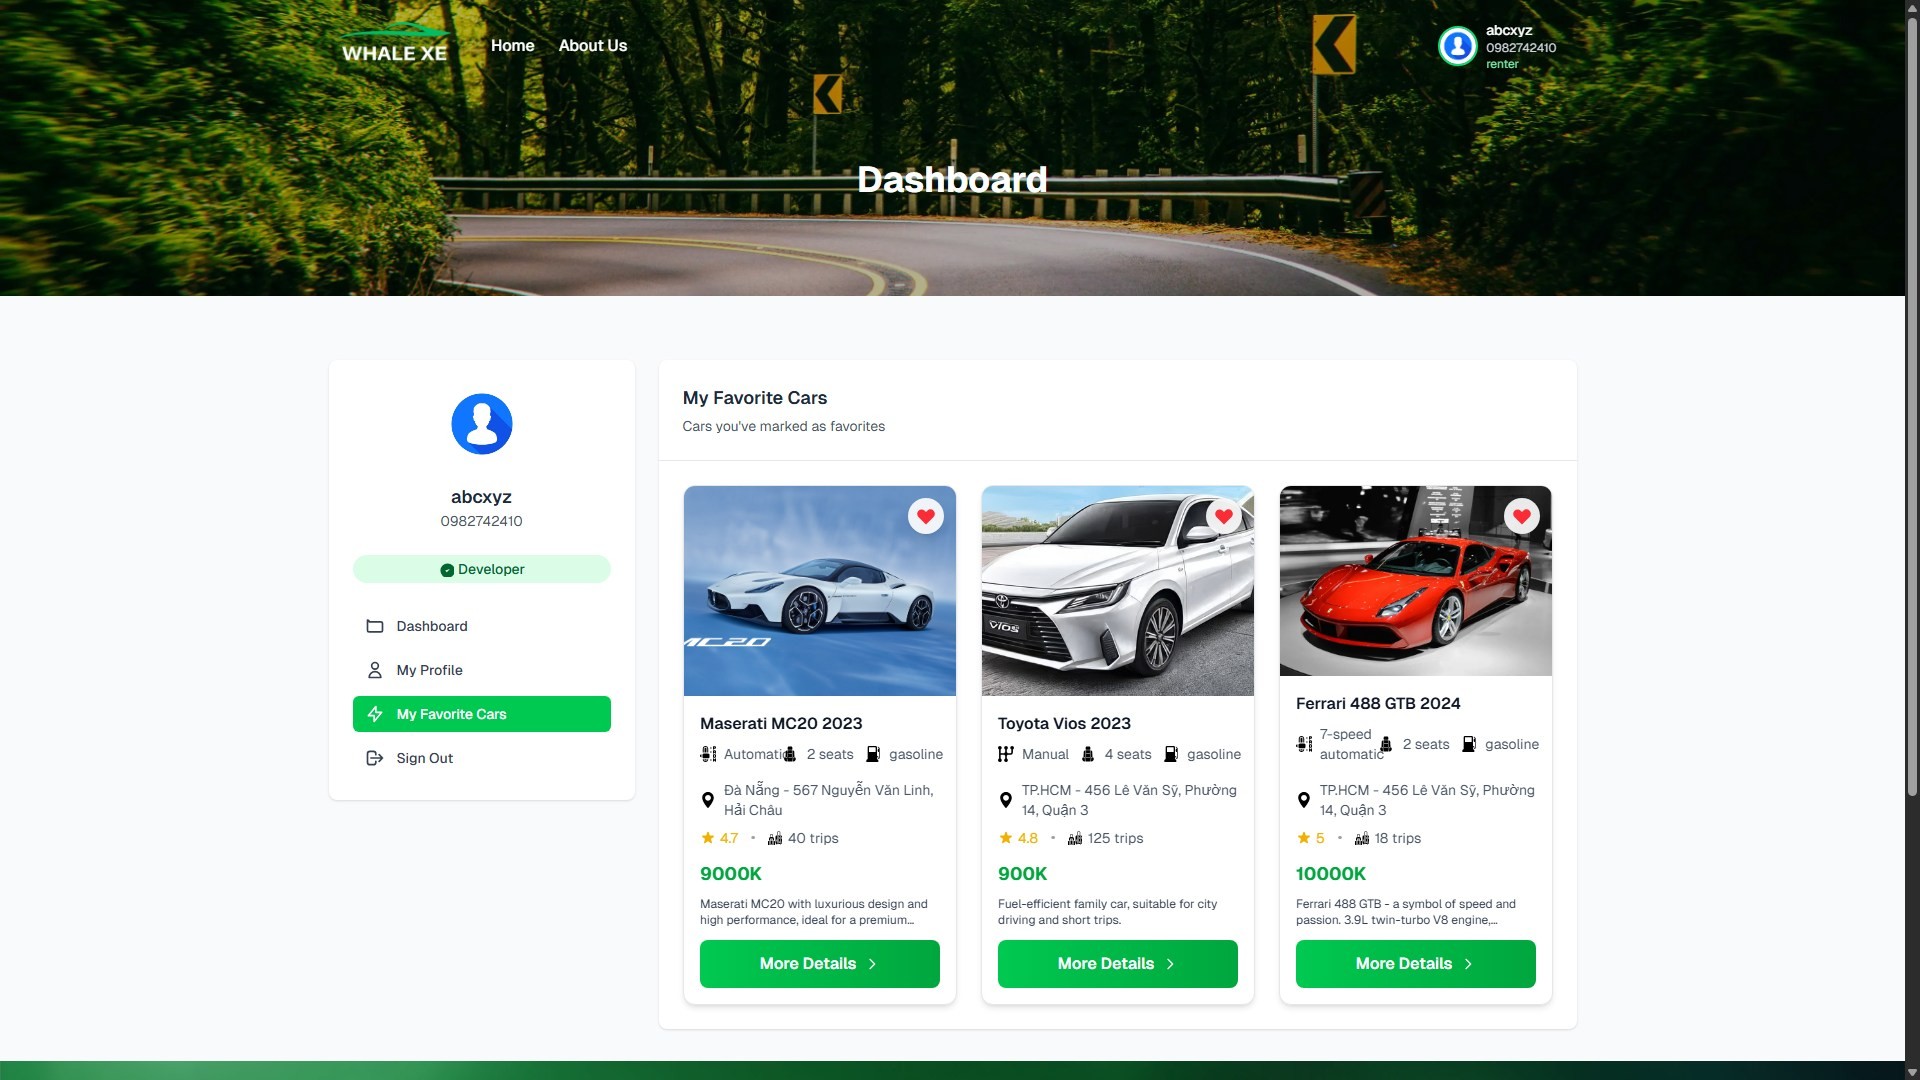 WHALE XE
Home
About Us
abcxyz
0982742410
renter
Dashboard
abcxyz
0982742410
Developer
Dashboard
My Profile
My Favorite Cars
Sign Out
My Favorite Cars
Cars you've marked as favorites
MC20
Maserati MC20 2023
Automatic 2 seats gasoline
Đà Nẵng - 567 Nguyễn Văn Linh,
Hải Châu
4.7 • 40 trips
9000K
Maserati MC20 with luxurious design and
high performance, ideal for a premium...
More Details
VIOS
Toyota Vios 2023
Manual 4 seats gasoline
TP.HCM - 456 Lê Văn Sỹ, Phường
14, Quận 3
4.8 • 125 trips
900K
Fuel-efficient family car, suitable for city
driving and short trips.
More Details
Ferrari 488 GTB 2024
7-speed
automatic 2 seats gasoline
TP.HCM - 456 Lê Văn Sỹ, Phường
14, Quận 3
5 • 18 trips
10000K
Ferrari 488 GTB - a symbol of speed and
passion. 3.9L twin-turbo V8 engine,...
More Details